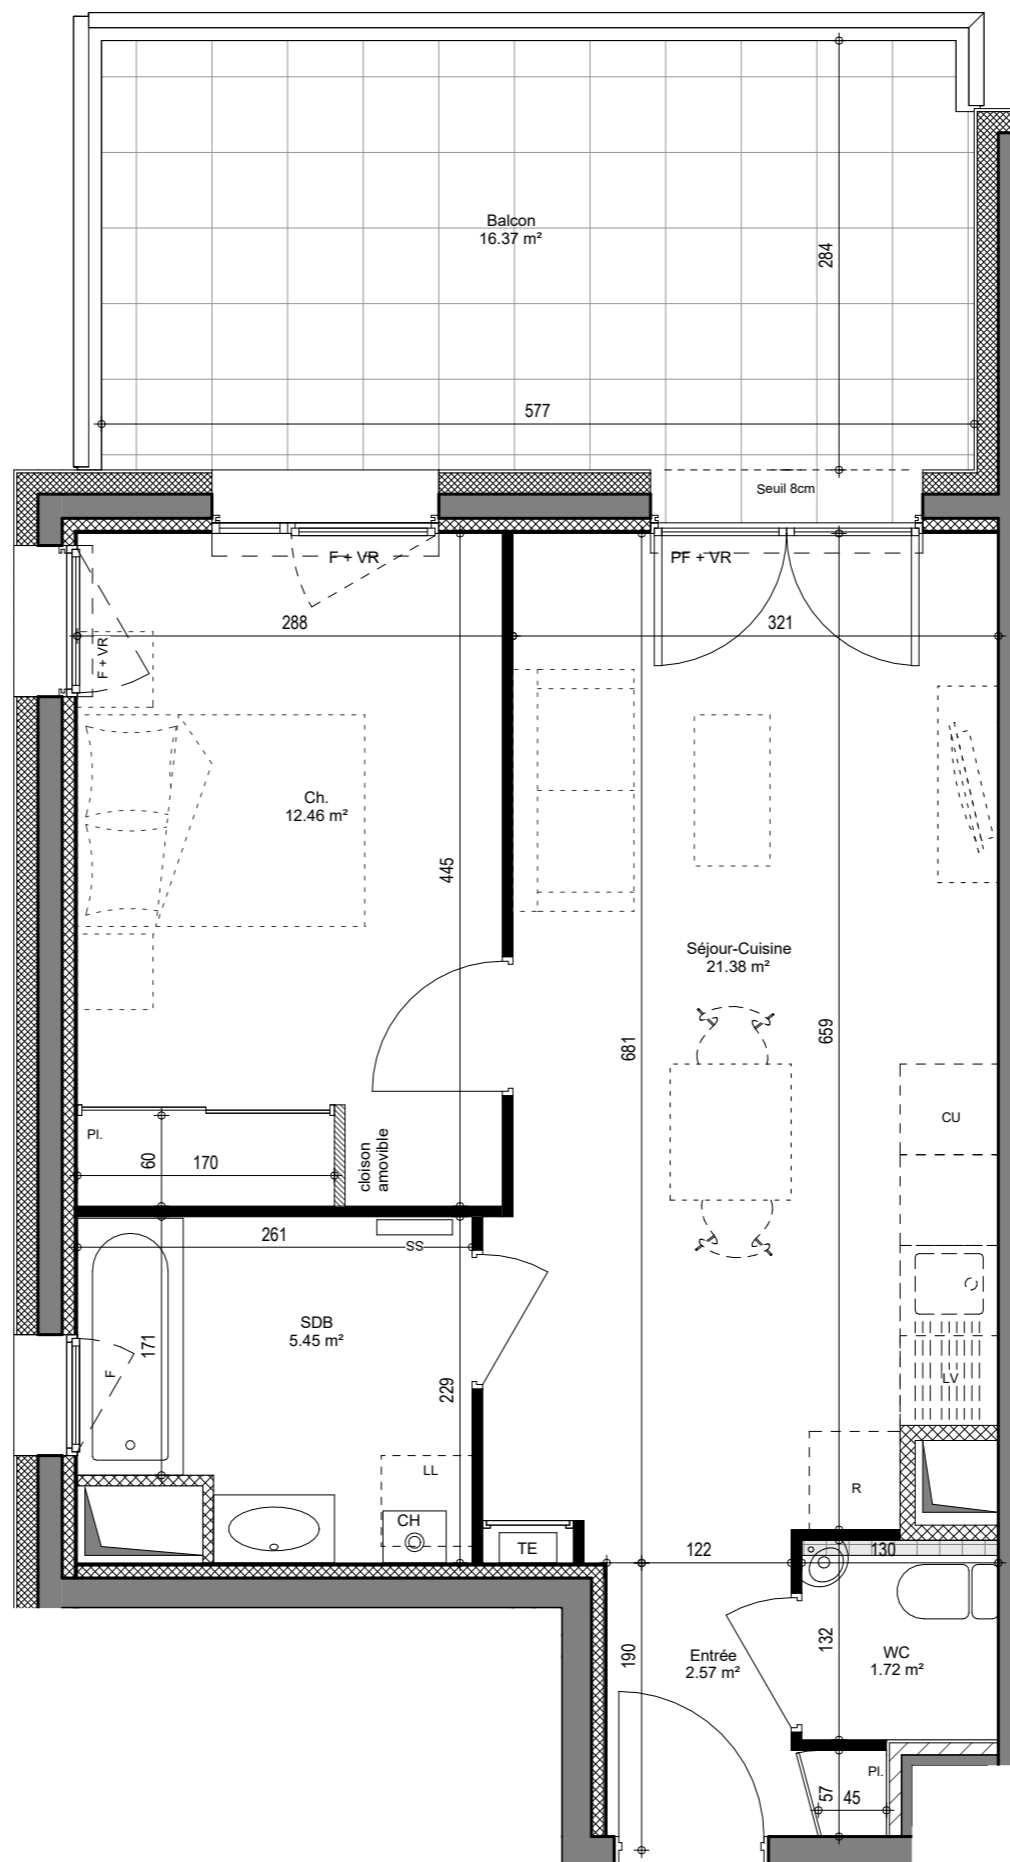 Balcon
16.37 m²
284
577
Seuil 8cm
F + VR
PF + VR
288
321
F + VR
Ch.
12.46 m²
445
Séjour-Cuisine
21.38 m²
681
659
CU
Pl.
60
170
cloison
amovible
261
SS
SDB
5.45 m²
171
F
229
LV
LL
R
CH
TE
122
130
190
Entrée
2.57 m²
132
WC
1.72 m²
Pl.
57
45